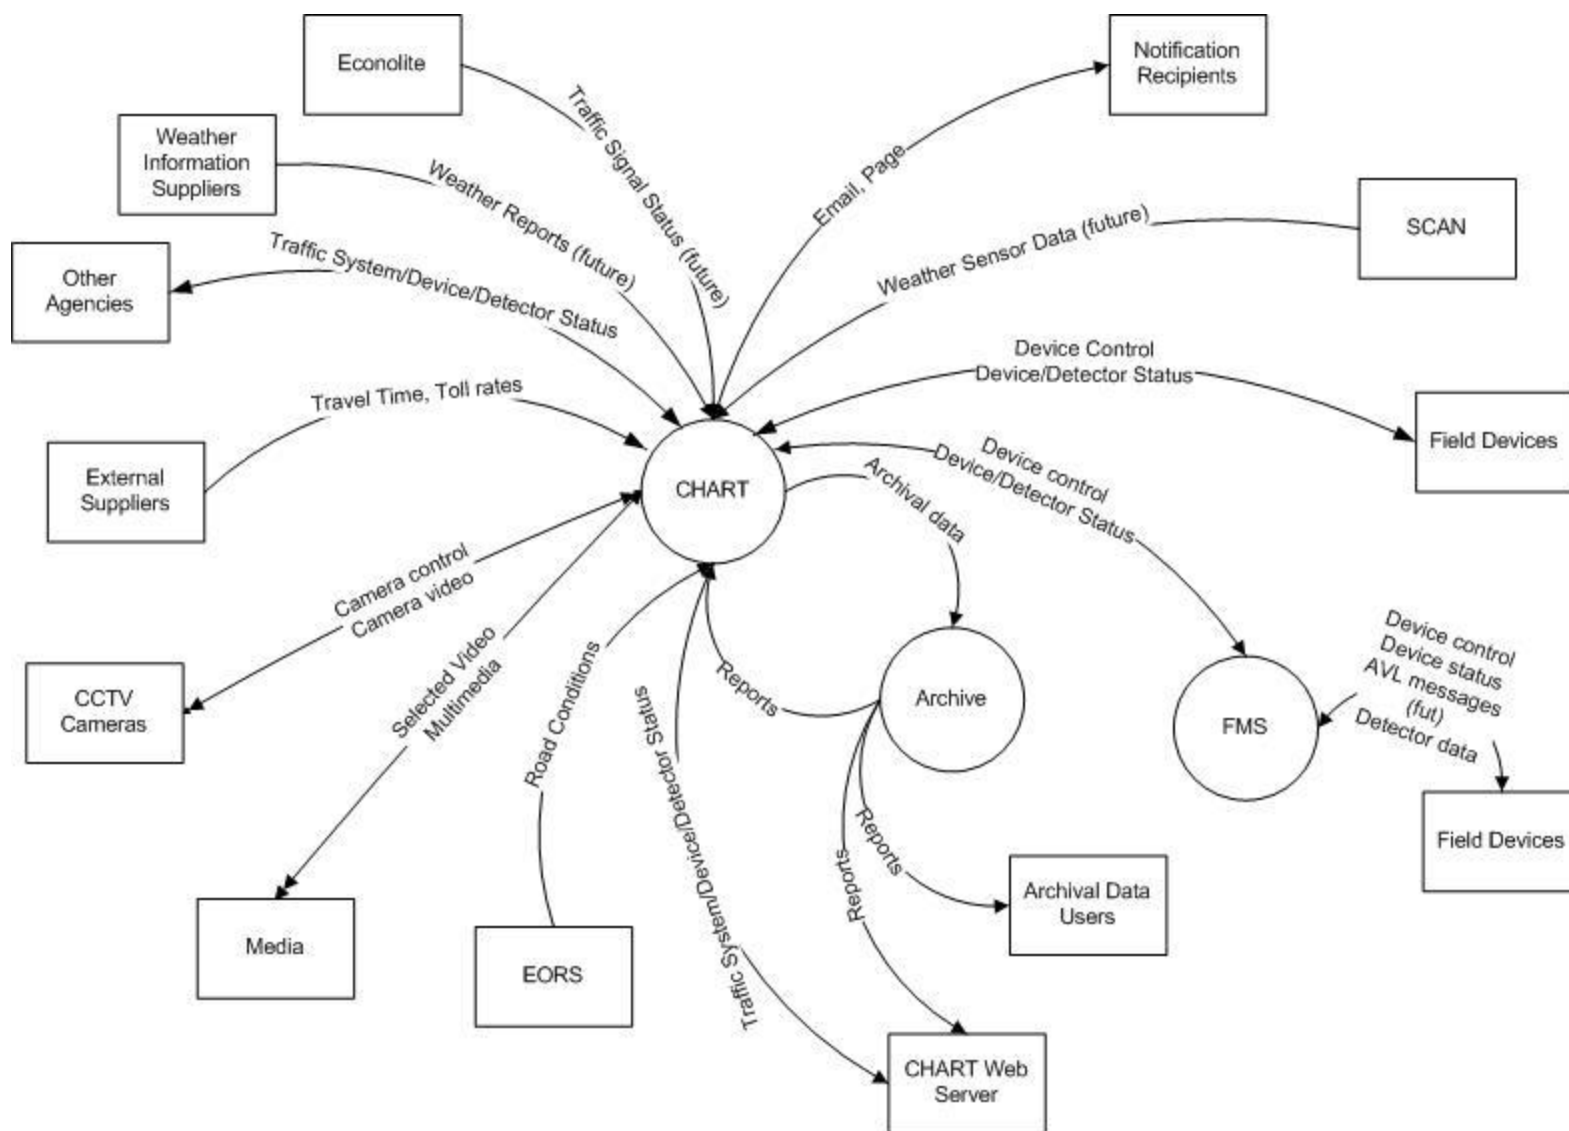 Econolite
Notification
Recipients
Weather
Information
Suppliers
Traffic Signal Status (future)
Weather Reports (future)
Email, Page
SCAN
Weather Sensor Data (future)
Other
Agencies
Traffic System/Device/Detector Status
Device Control
Device/Detector Status
Travel Time, Toll rates
Field Devices
External
Suppliers
CHART
Device control
Device/Detector Status
Archival data
Camera control
Camera video
Selected Video
Multimedia
Road Conditions
Traffic System/Device/Detector Status
Reports
Archive
FMS
Device control
Device status
AVL messages
(fut)
Detector data
CCTV
Cameras
Reports
Reports
Field Devices
Archival Data
Users
Media
EORS
CHART Web
Server